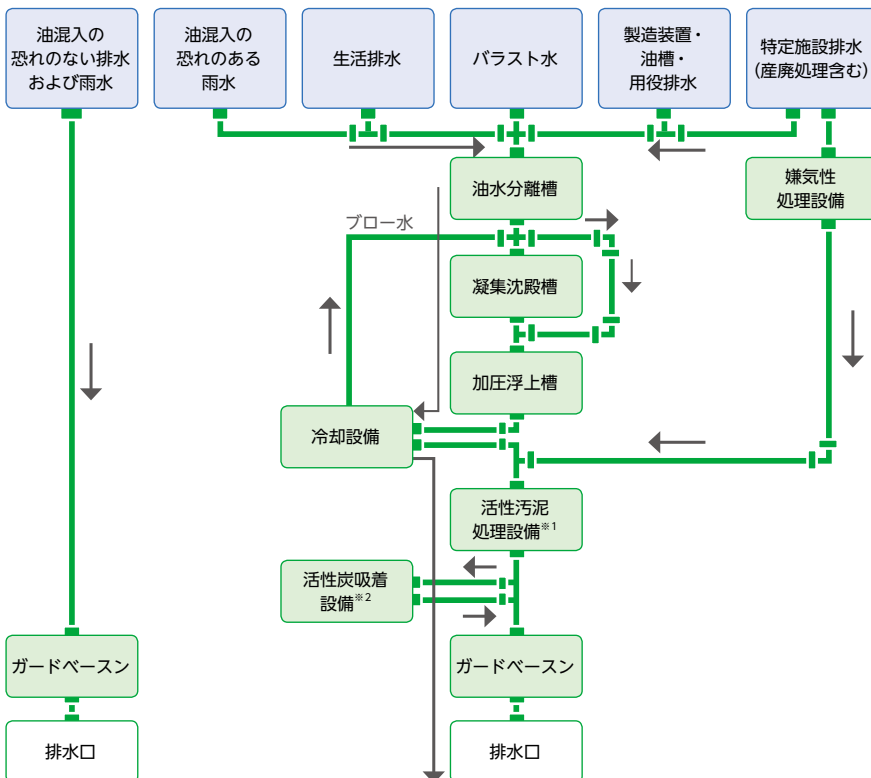 油混入の
恐れのない排水
および雨水
油混入の
恐れのある
雨水
生活排水
バラスト水
製造装置・
油槽・
用役排水
特定施設排水
(産廃処理含む)
油水分離槽
嫌気性
処理設備
ブロー水
凝集沈殿槽
加圧浮上槽
冷却設備
活性汚泥
処理設備※1
活性炭吸着
設備※2
ガードベースン
ガードベースン
排水口
排水口